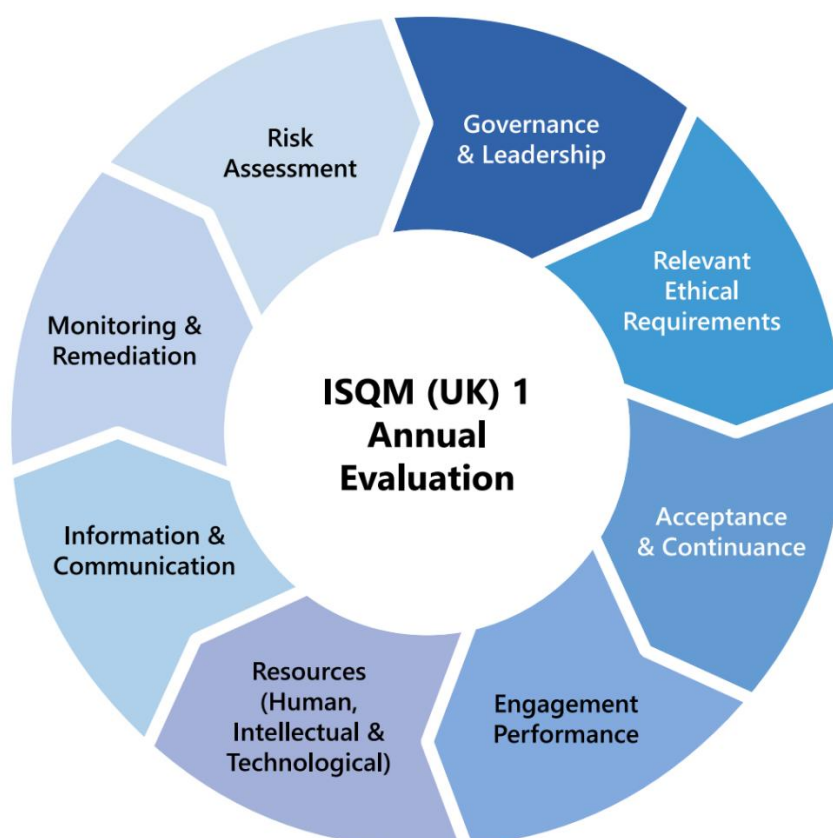 Governance
& Leadership
Relevant
Ethical
Requirements
Acceptance
& Continuance
Engagement
Performance
Resources
(Human,
Intellectual &
Technological)
Information &
Communication
Monitoring &
Remediation
Risk
Assessment
ISQM (UK) 1
Annual
Evaluation